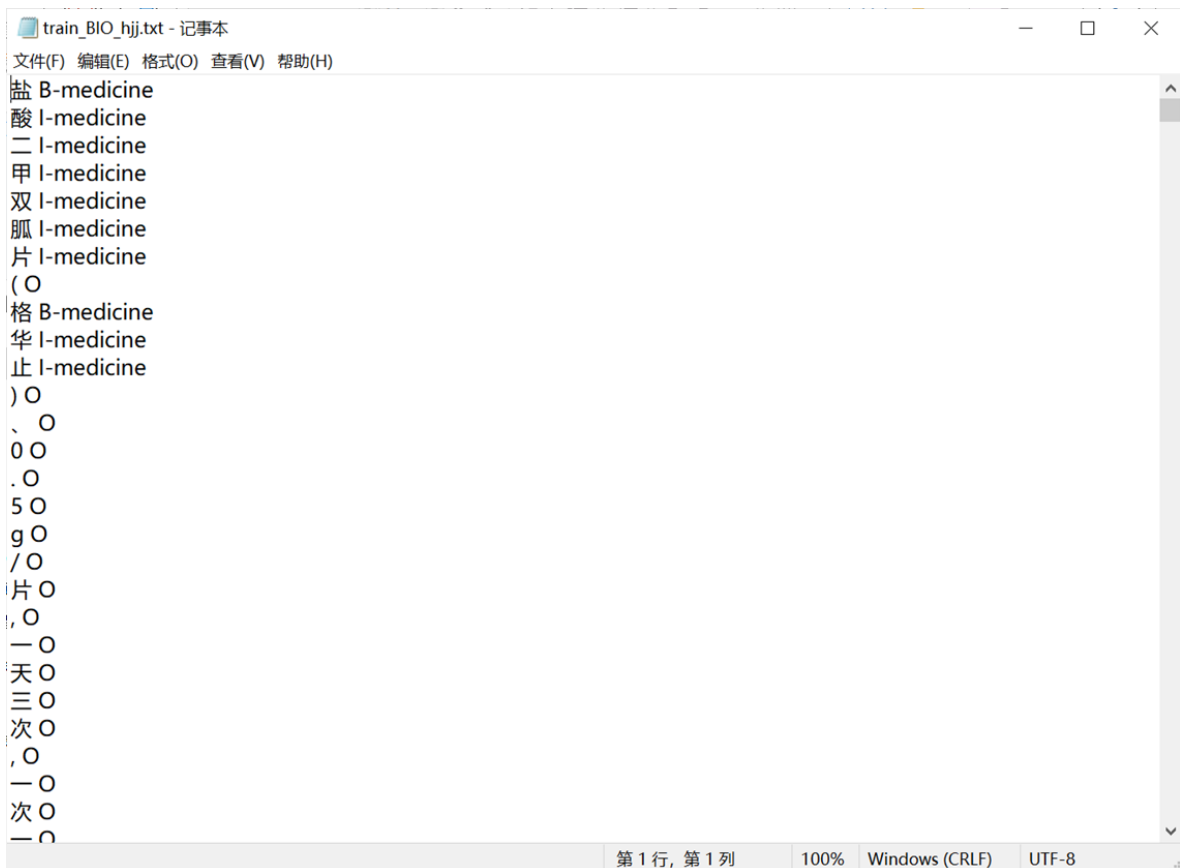 train_BIO_hjj.txt - 记事本
文件(F) 编辑(E) 格式(O) 查看(V) 帮助(H)
盐 B-medicine
酸 I-medicine
二 I-medicine
甲 I-medicine
双 I-medicine
胍 I-medicine
片 I-medicine
( O
格 B-medicine
华 I-medicine
止 I-medicine
) O
、 O
0 O
. O
5 O
g O
/ O
片 O
, O
一 O
天 O
三 O
次 O
, O
一 O
次 O
一 O
第 1 行, 第 1 列 100% Windows (CRLF) UTF-8